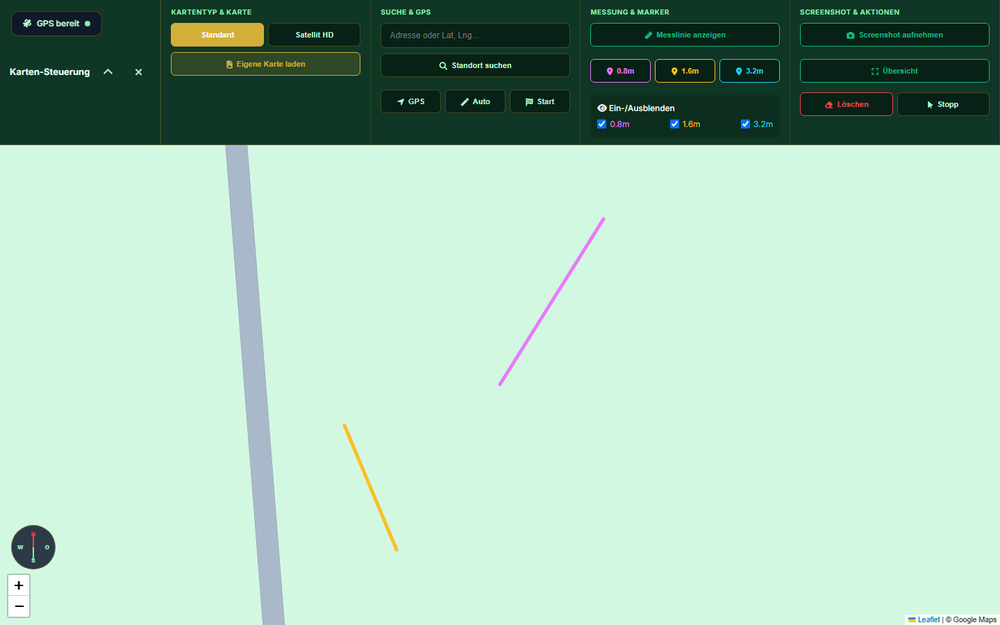 GPS bereit
Karten-Steuerung
KARTENTYP & KARTE
Standard
Satellit HD
Eigene Karte laden
SUCHE & GPS
Adresse oder Lat, Lng...
Standort suchen
GPS
Auto
Start
MESSUNG & MARKER
Messlinie anzeigen
0.8m
1.6m
3.2m
Ein-/Ausblenden
0.8m
1.6m
3.2m
SCREENSHOT & AKTIONEN
Screenshot aufnehmen
Übersicht
Löschen
Stopp
N
W
O
S
+
−
Leaflet | © Google Maps